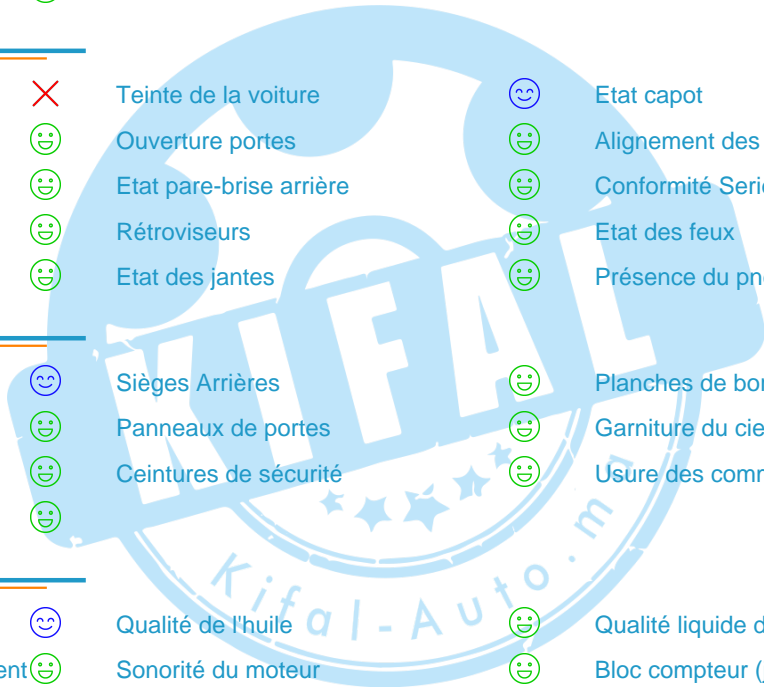 Teinte de la voiture Etat capot
Ouverture portes Alignement des
Etat pare-brise arrière Conformité
Rétroviseurs Etat des feux
Etat des jantes Présence du
KIFAL
Sièges Arrières Planches de
Panneaux de portes Garniture du
Ceintures de sécurité Usure des
Kifal-Auto.m
Qualité de l'huile Qualité liquide
Sonorité du moteur Bloc compteur